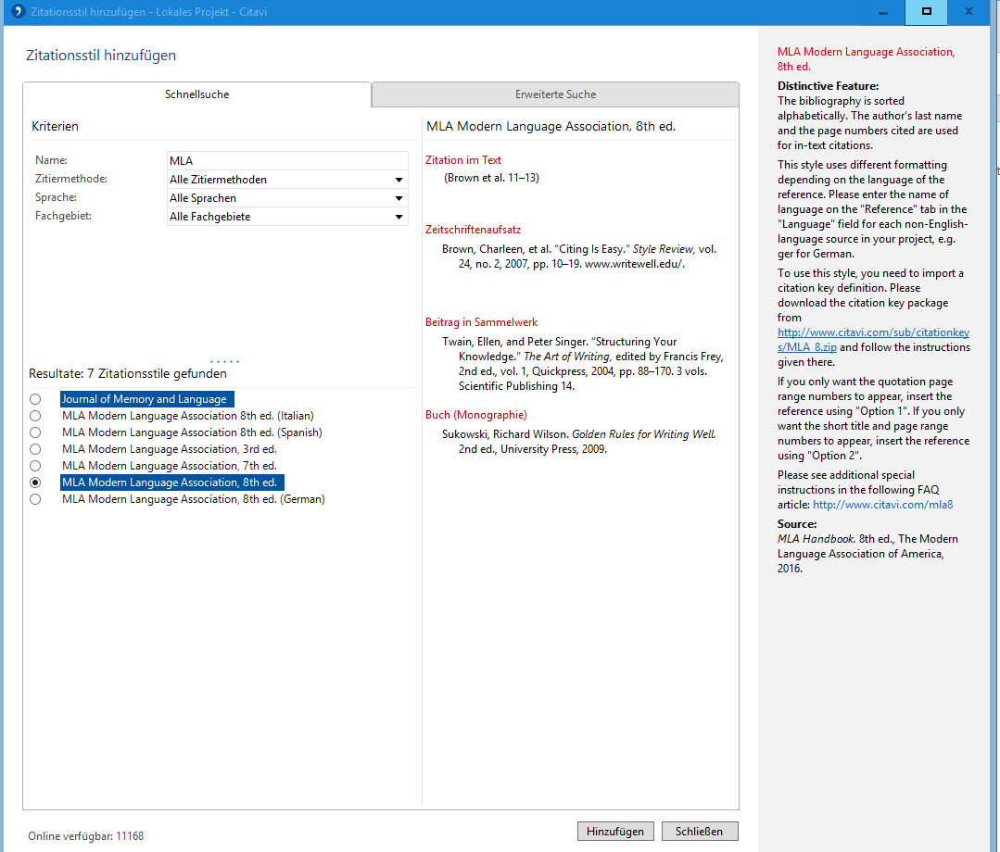 Zitationsstil hinzufügen - Lokales Projekt - Citavi
Zitationsstil hinzufügen
Schnellsuche
Erweiterte Suche
Kriterien
Name:
MLA
Zitiermethode:
Alle Zitiermethoden
Sprache:
Alle Sprachen
Fachgebiet:
Alle Fachgebiete
Resultate: 7 Zitationsstile gefunden
Journal of Memory and Language
MLA Modern Language Association 8th ed. (Italian)
MLA Modern Language Association 8th ed. (Spanish)
MLA Modern Language Association, 3rd ed.
MLA Modern Language Association, 7th ed.
MLA Modern Language Association, 8th ed.
MLA Modern Language Association, 8th ed. (German)
MLA Modern Language Association, 8th ed.
Zitation im Text
(Brown et al. 11–13)
Zeitschriftenaufsatz
Brown, Charleen, et al. “Citing Is Easy.” Style Review, vol.
24, no. 2, 2007, pp. 10–19. www.writewell.edu/.
Beitrag in Sammelwerk
Twain, Ellen, and Peter Singer. “Structuring Your
Knowledge.” The Art of Writing, edited by Francis Frey,
2nd ed., vol. 1, Quickpress, 2004, pp. 88–170. 3 vols.
Scientific Publishing 14.
Buch (Monographie)
Sukowski, Richard Wilson. Golden Rules for Writing Well.
2nd ed., University Press, 2009.
MLA Modern Language Association,
8th ed.
Distinctive Feature:
The bibliography is sorted
alphabetically. The author's last name
and the page numbers cited are used
for in-text citations.
This style uses different formatting
depending on the language of the
reference. Please enter the name of
language on the "Reference" tab in the
"Language" field for each non-English-
language source in your project, e.g.
ger for German.
To use this style, you need to import a
citation key definition. Please
download the citation key package
from
http://www.citavi.com/sub/citationkey
s/MLA_8.zip and follow the instructions
given there.
If you only want the quotation page
range numbers to appear, insert the
reference using "Option 1". If you only
want the short title and page range
numbers to appear, insert the reference
using "Option 2".
Please see additional special
instructions in the following FAQ
article: http://www.citavi.com/mla8
Source:
MLA Handbook. 8th ed., The Modern
Language Association of America,
2016.
Online verfügbar: 11168
Hinzufügen
Schließen